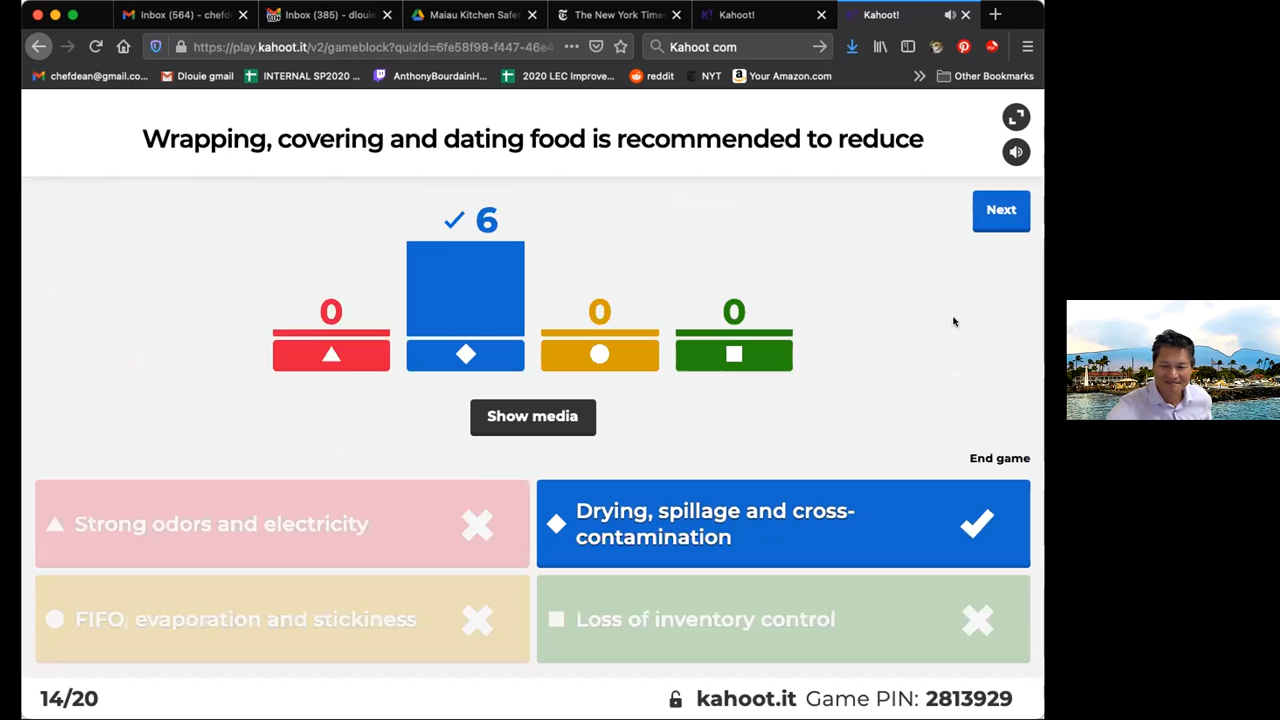 Inbox (564) - chefd
Inbox (385) - dlouie
Maiau Kitchen Safe
The New York Time
Kahoot!
Kahoot!
https://play.kahoot.it/v2/gameblock?quizId=6fe58f98-f447-46e4
Kahoot com
chefdean@gmail.co...
Dlouie gmail
INTERNAL SP2020 ...
AnthonyBourdainH...
2020 LEC Improve...
reddit
NYT
Your Amazon.com
Other Bookmarks
Wrapping, covering and dating food is recommended to reduce
Next
0
6
0
0
Show media
End game
Strong odors and electricity
Drying, spillage and cross-
contamination
FIFO, evaporation and stickiness
Loss of inventory control
14/20
kahoot.it Game PIN: 2813929